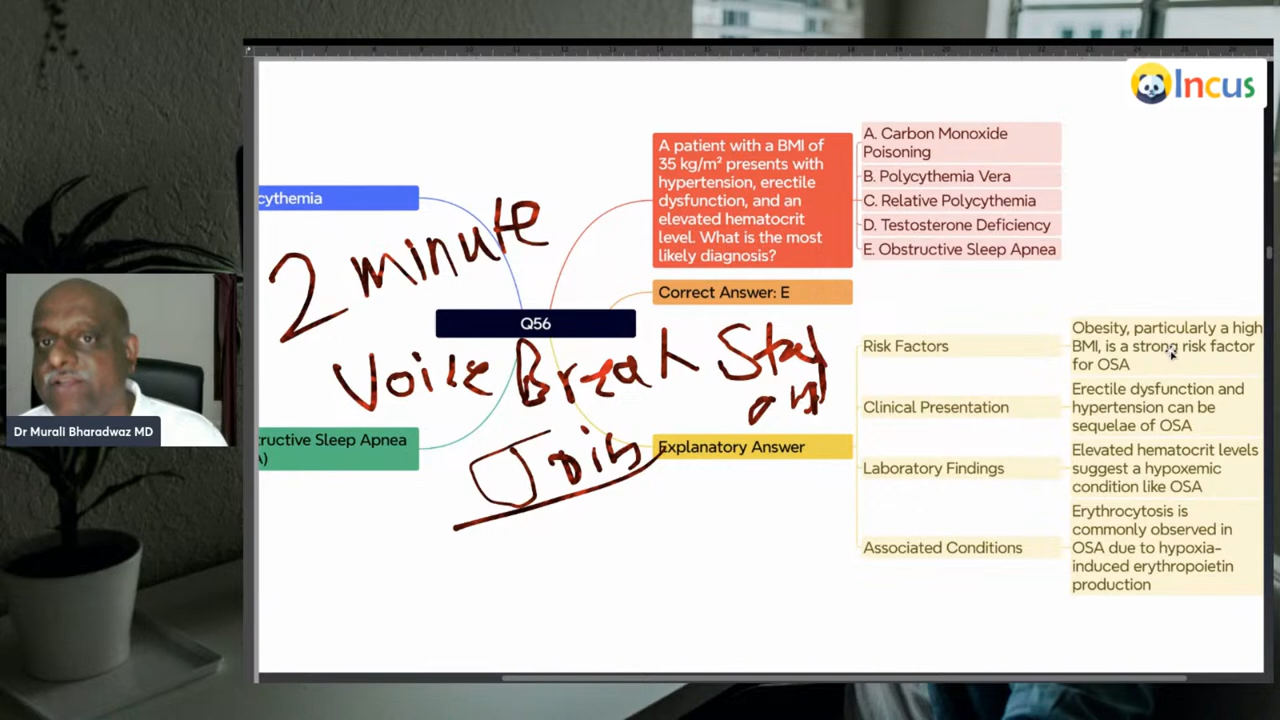 Incus
A patient with a BMI of
35 kg/m² presents with
hypertension, erectile
dysfunction, and an
elevated hematocrit
level. What is the most
likely diagnosis?
A. Carbon Monoxide
Poisoning
B. Polycythemia Vera
C. Relative Polycythemia
D. Testosterone Deficiency
E. Obstructive Sleep Apnea
cythemia
2 minute
Correct Answer: E
Q56
Voice Break Stay
on
Join
Risk Factors
Obesity, particularly a high
BMI, is a strong risk factor
for OSA
Clinical Presentation
Erectile dysfunction and
hypertension can be
sequelae of OSA
Explanatory Answer
Laboratory Findings
Elevated hematocrit levels
suggest a hypoxemic
condition like OSA
Associated Conditions
Erythrocytosis is
commonly observed in
OSA due to hypoxia-
induced erythropoietin
production
tructive Sleep Apnea
A)
Dr Murali Bharadwaz MD